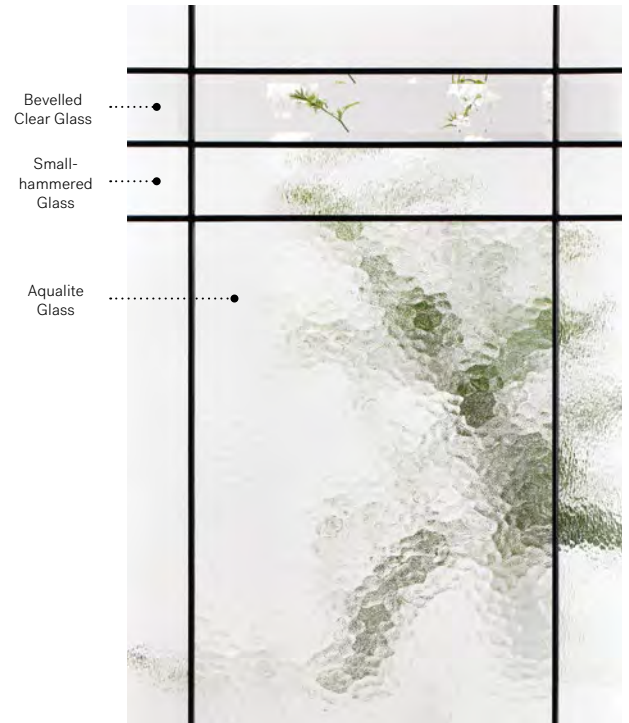 Bevelled
Clear Glass
Small-
hammered
Glass
Aqualite
Glass